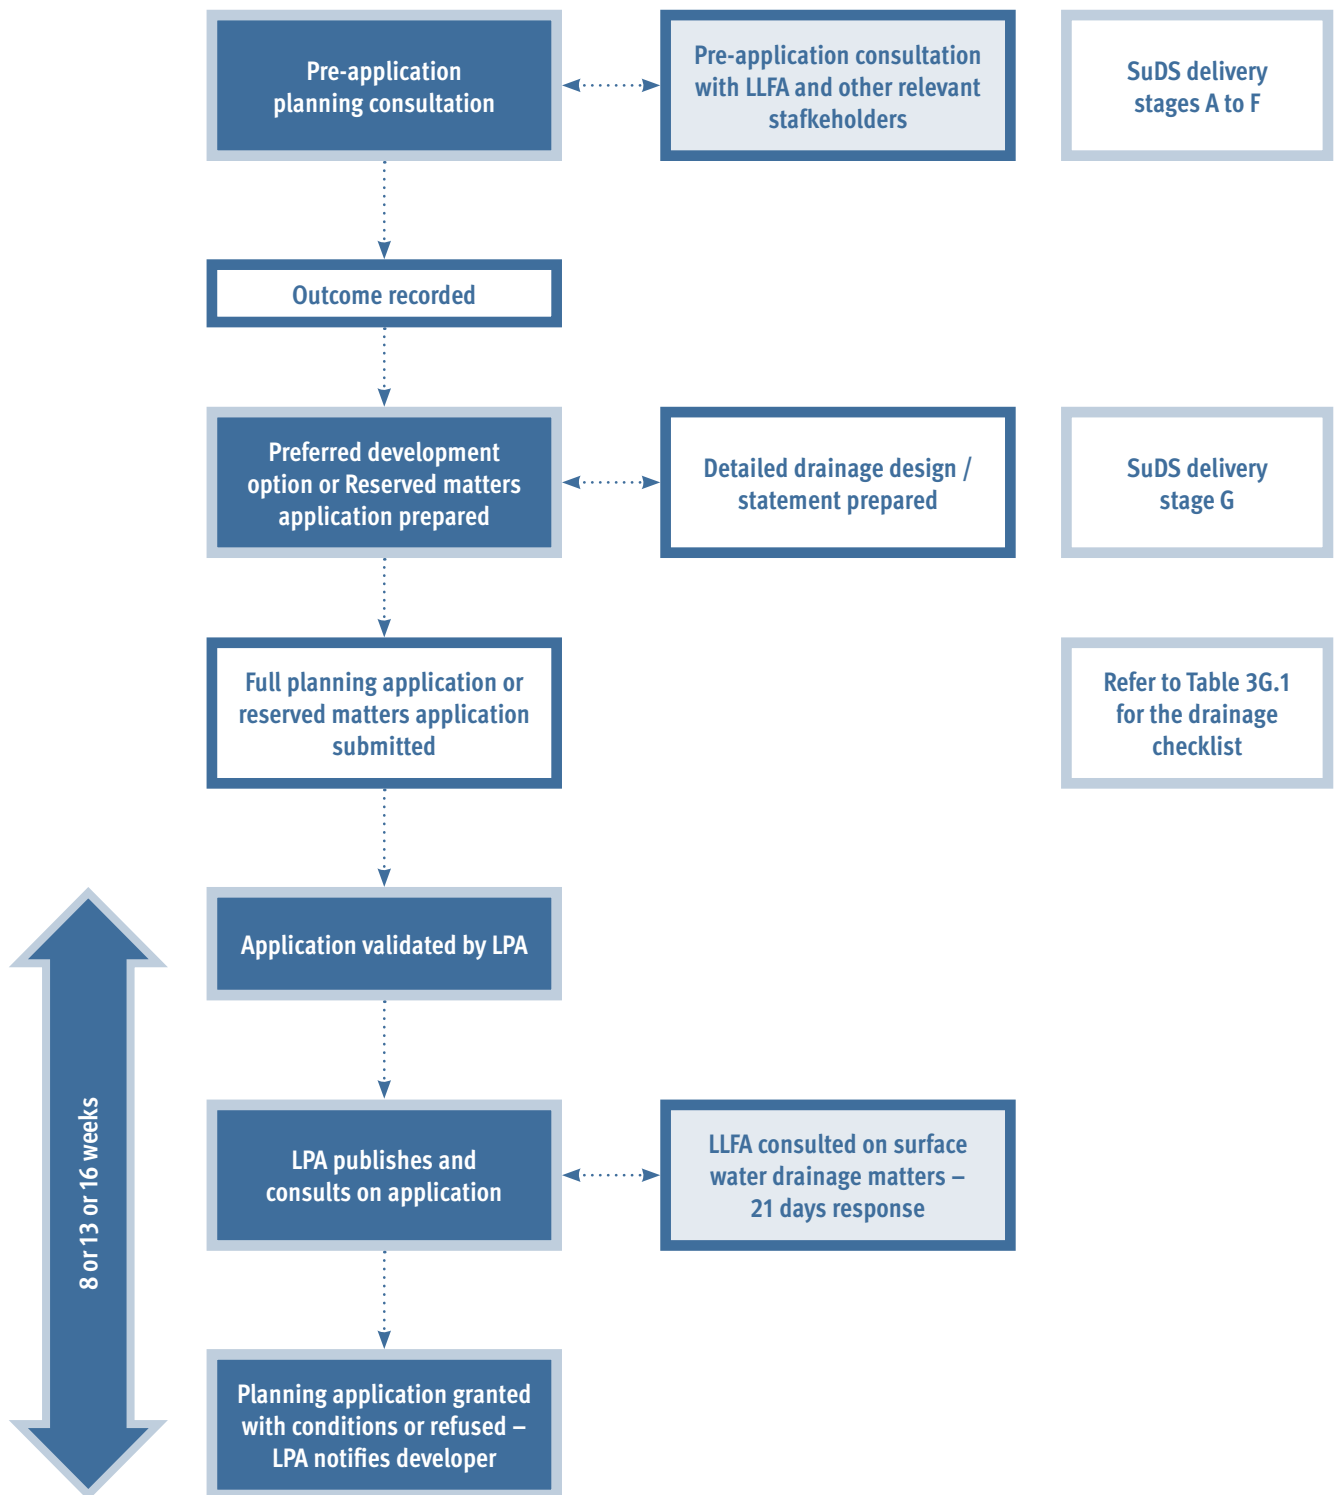 Pre-application
planning consultation
Pre-application consultation
with LLFA and other relevant
stafkeholders
SuDS delivery
stages A to F
Outcome recorded
Preferred development
option or Reserved matters
application prepared
Detailed drainage design /
statement prepared
SuDS delivery
stage G
Full planning application or
reserved matters application
submitted
Refer to Table 3G.1
for the drainage
checklist
Application validated by LPA
8 or 13 or 16 weeks
LPA publishes and
consults on application
LLFA consulted on surface
water drainage matters –
21 days response
Planning application granted
with conditions or refused –
LPA notifies developer